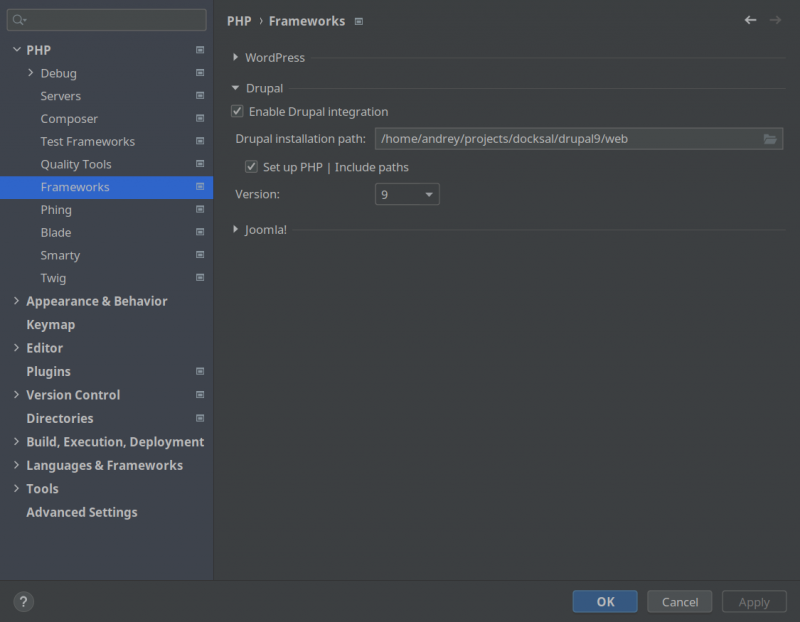 PHP
Debug
Servers
Composer
Test Frameworks
Quality Tools
Frameworks
Phing
Blade
Smarty
Twig
Appearance & Behavior
Keymap
Editor
Plugins
Version Control
Directories
Build, Execution, Deployment
Languages & Frameworks
Tools
Advanced Settings
PHP › Frameworks
WordPress
Drupal
Enable Drupal integration
Drupal installation path: /home/andrey/projects/docksal/drupal9/web
Set up PHP | Include paths
Version: 9
Joomla!
? OK Cancel Apply